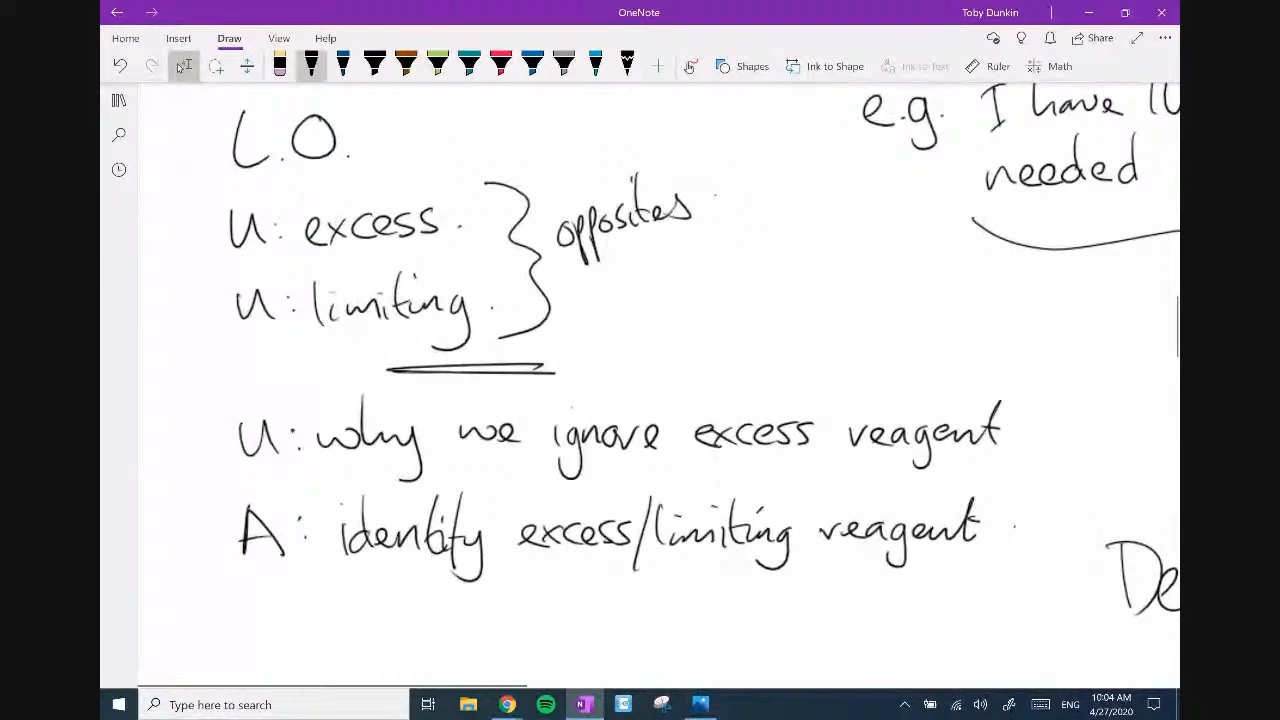 OneNote
Toby Dunkin
Home Insert Draw View Help
Share
Shapes Ink to Shape Ink to Text Ruler Math
L.O.
U: excess.
U: limiting.
opposites
U: why we ignore excess reagent
A: identify excess/limiting reagent
e.g. I have
needed
De
Type here to search
ENG
10:04 AM
4/27/2020